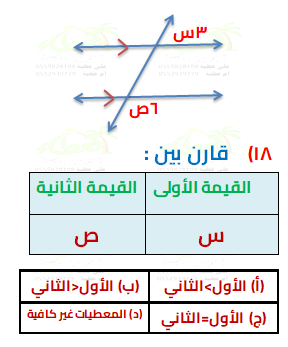 ٣س
٦ص
١٨) قارن بين :
القيمة الأولى القيمة الثانية
س ص
(أ) الأول>الثاني (ب) الأول<الثاني
(ج) الأول=الثاني (د) المعطيات غير كافية